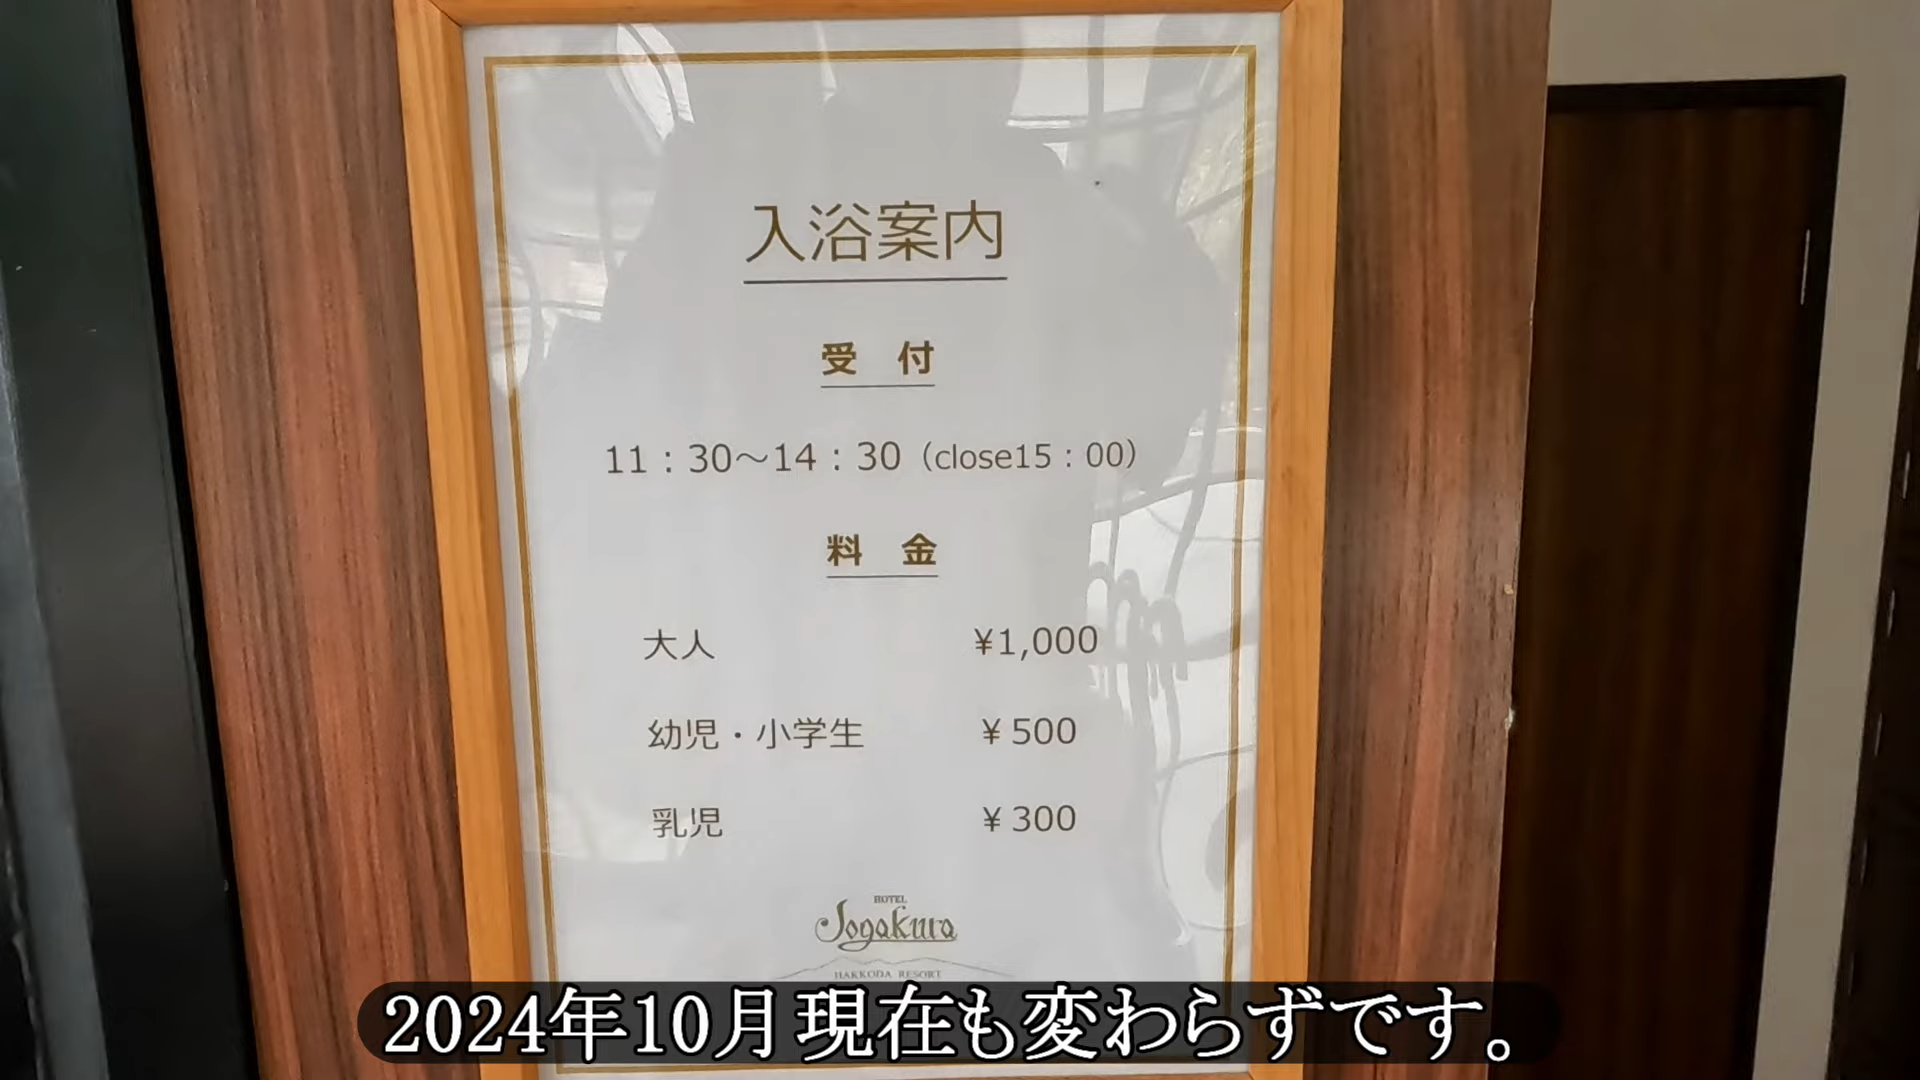 入浴案内
受　付
11：30～14：30（close15：00）
料　金
大人　¥1,000
幼児・小学生　¥500
乳児　¥300
HOTEL
Jogakura
HAKKODA RESORT
2024年10月現在も変わらずです。